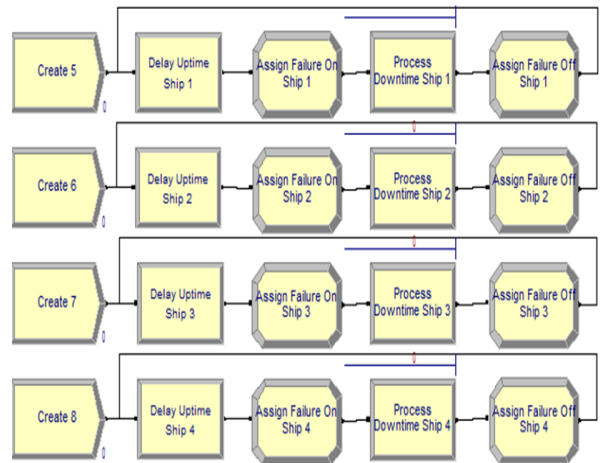 Create 5
Delay Uptime
Ship 1
Assign Failure On
Ship 1
Process
Downtime Ship 1
Assign Failure Off
Ship 1
0
0
Create 6
Delay Uptime
Ship 2
Assign Failure On
Ship 2
Process
Downtime Ship 2
Assign Failure Off
Ship 2
0
0
Create 7
Delay Uptime
Ship 3
Assign Failure On
Ship 3
Process
Downtime Ship 3
Assign Failure Off
Ship 3
0
0
Create 8
Delay Uptime
Ship 4
Assign Failure On
Ship 4
Process
Downtime Ship 4
Assign Failure Off
Ship 4
0